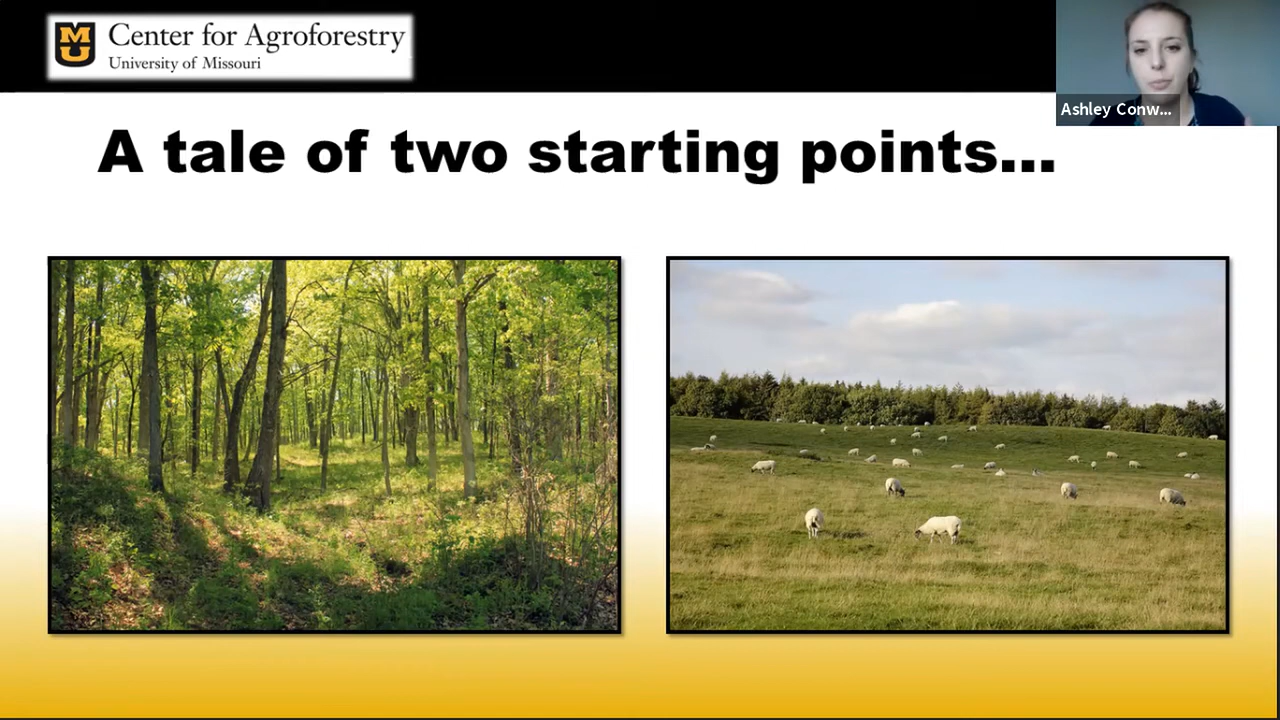 MU
Center for Agroforestry
University of Missouri
Ashley Conw...
A tale of two starting points...